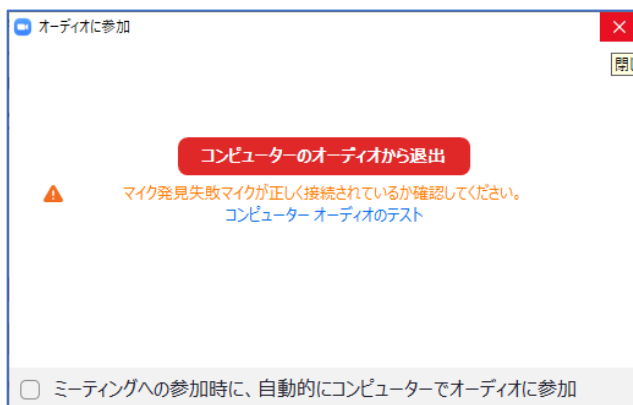 オーディオに参加
閉じ
コンピューターのオーディオから退出
マイク発見失敗マイクが正しく接続されているか確認してください。
コンピューター オーディオのテスト
ミーティングへの参加時に、自動的にコンピューターでオーディオに参加